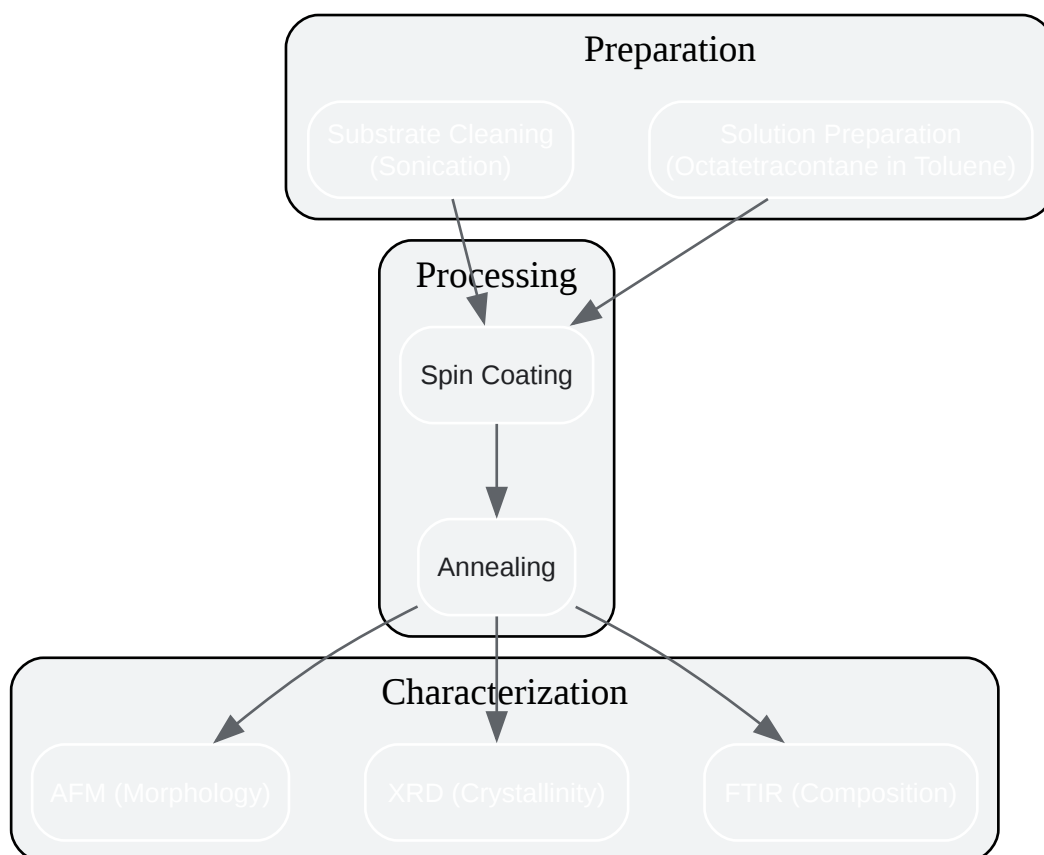 Preparation
Substrate Cleaning
(Sonication)
Solution Preparation
(Octatetracontane in Toluene)
Processing
Spin Coating
Annealing
Characterization
AFM (Morphology)
XRD (Crystallinity)
FTIR (Composition)